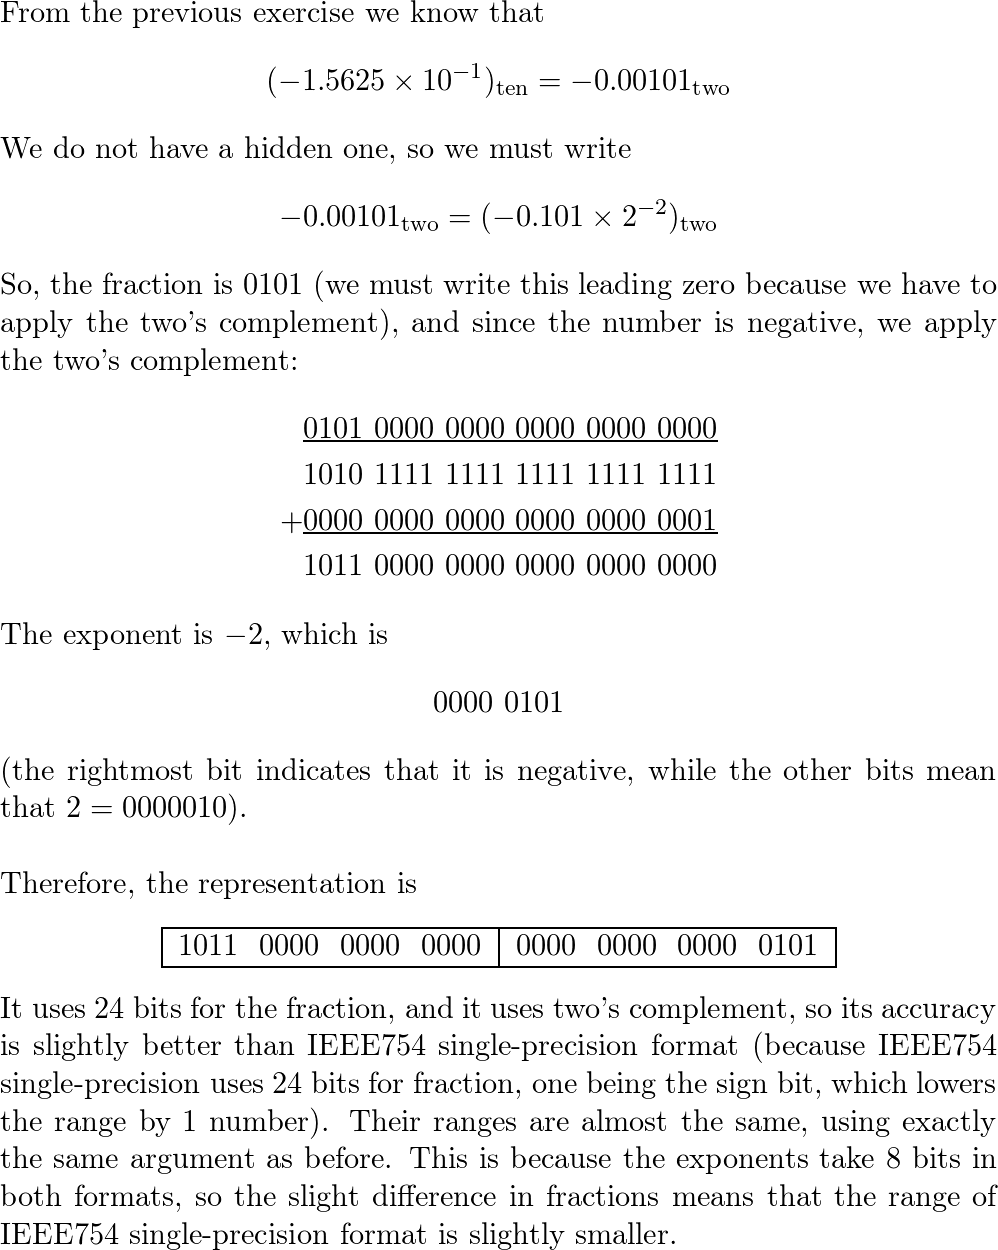 From the previous exercise we know that
(−1.5625 × 10⁻¹)ten = −0.00101two
We do not have a hidden one, so we must write
−0.00101two = (−0.101 × 2⁻²)two
So, the fraction is 0101 (we must write this leading zero because we have to
apply the two's complement), and since the number is negative, we apply
the two's complement:
0101 0000 0000 0000 0000 0000
1010 1111 1111 1111 1111 1111
+0000 0000 0000 0000 0000 0001
1011 0000 0000 0000 0000 0000
The exponent is −2, which is
0000 0101
(the rightmost bit indicates that it is negative, while the other bits mean
that 2 = 0000010).
Therefore, the representation is
1011 0000 0000 0000 0000 0000 0000 0101
It uses 24 bits for the fraction, and it uses two's complement, so its accuracy
is slightly better than IEEE754 single-precision format (because IEEE754
single-precision uses 24 bits for fraction, one being the sign bit, which lowers
the range by 1 number). Their ranges are almost the same, using exactly
the same argument as before. This is because the exponents take 8 bits in
both formats, so the slight difference in fractions means that the range of
IEEE754 single-precision format is slightly smaller.